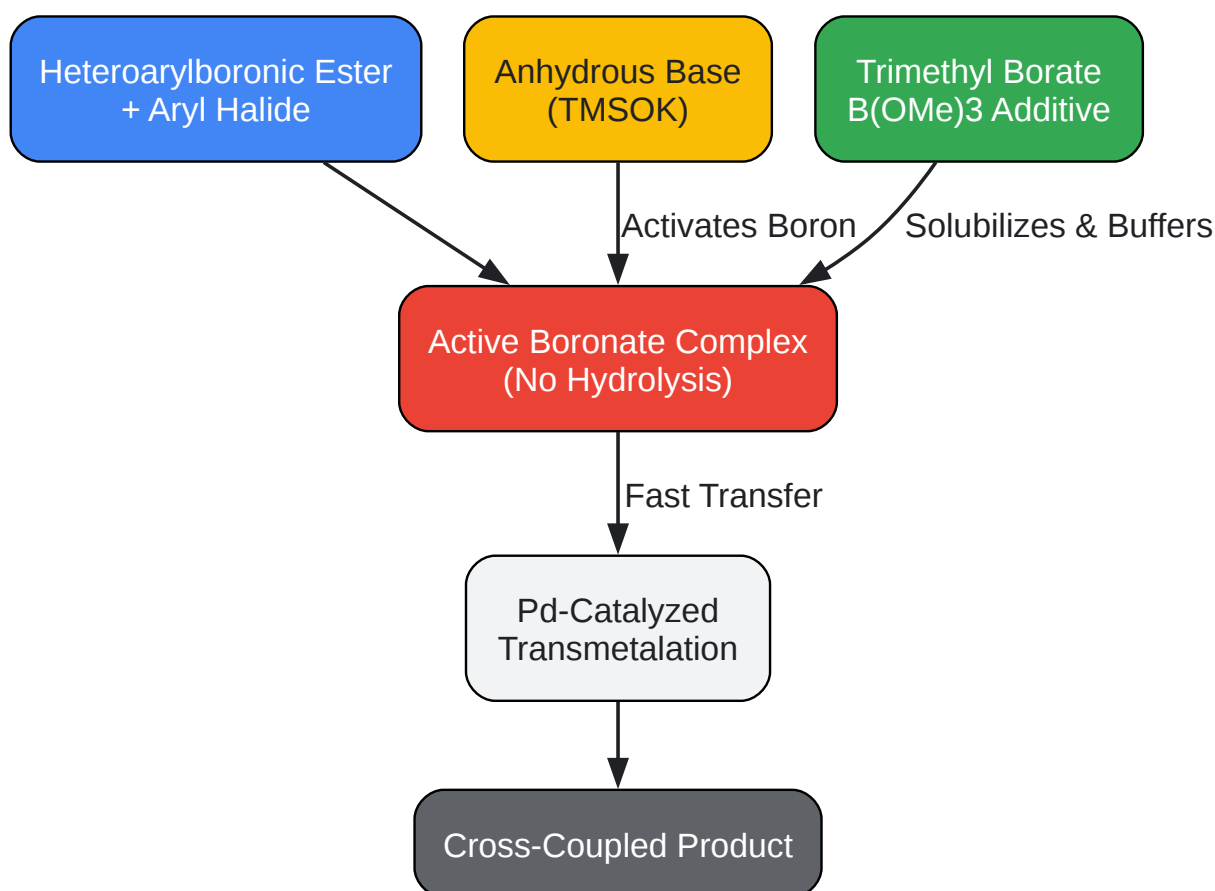 Heteroarylboronic Ester
+ Aryl Halide
Anhydrous Base
(TMSOK)
Trimethyl Borate
B(OMe)3 Additive
Activates Boron
Solubilizes & Buffers
Active Boronate Complex
(No Hydrolysis)
Fast Transfer
Pd-Catalyzed
Transmetalation
Cross-Coupled Product